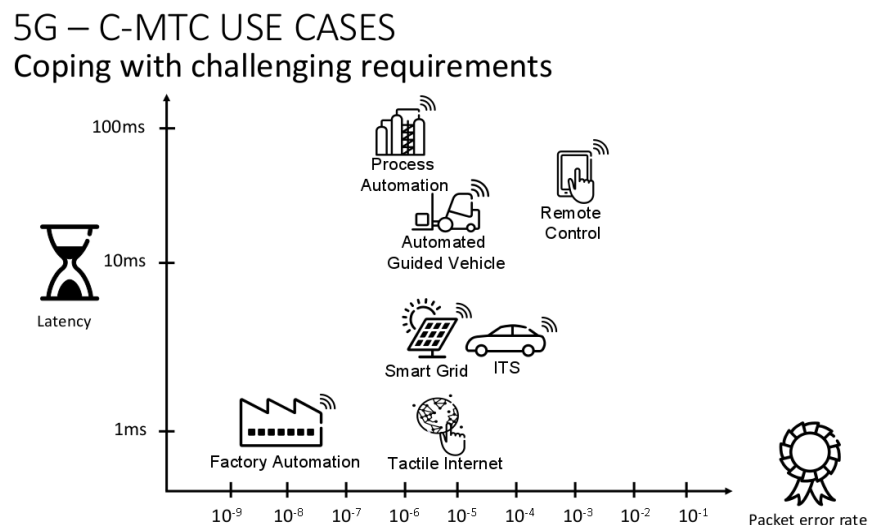 5G – C-MTC USE CASES
Coping with challenging requirements
100ms
Process
Automation
Remote
Control
Automated
Guided Vehicle
10ms
Latency
Smart Grid
ITS
1ms
Factory Automation
Tactile Internet
10⁻⁹ 10⁻⁸ 10⁻⁷ 10⁻⁶ 10⁻⁵ 10⁻⁴ 10⁻³ 10⁻² 10⁻¹
Packet error rate